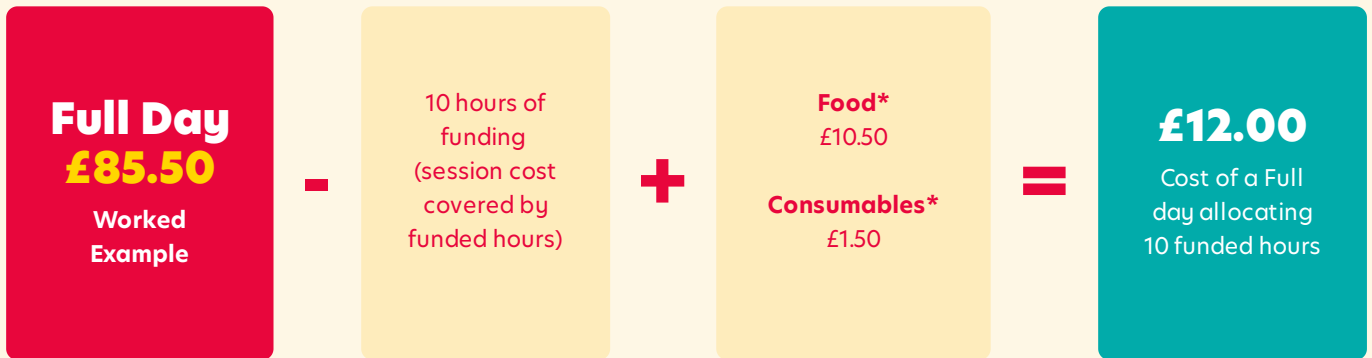 Full Day
£85.50
Worked
Example
-
10 hours of
funding
(session cost
covered by
funded hours)
+
Food*
£10.50
Consumables*
£1.50
=
£12.00
Cost of a Full
day allocating
10 funded hours